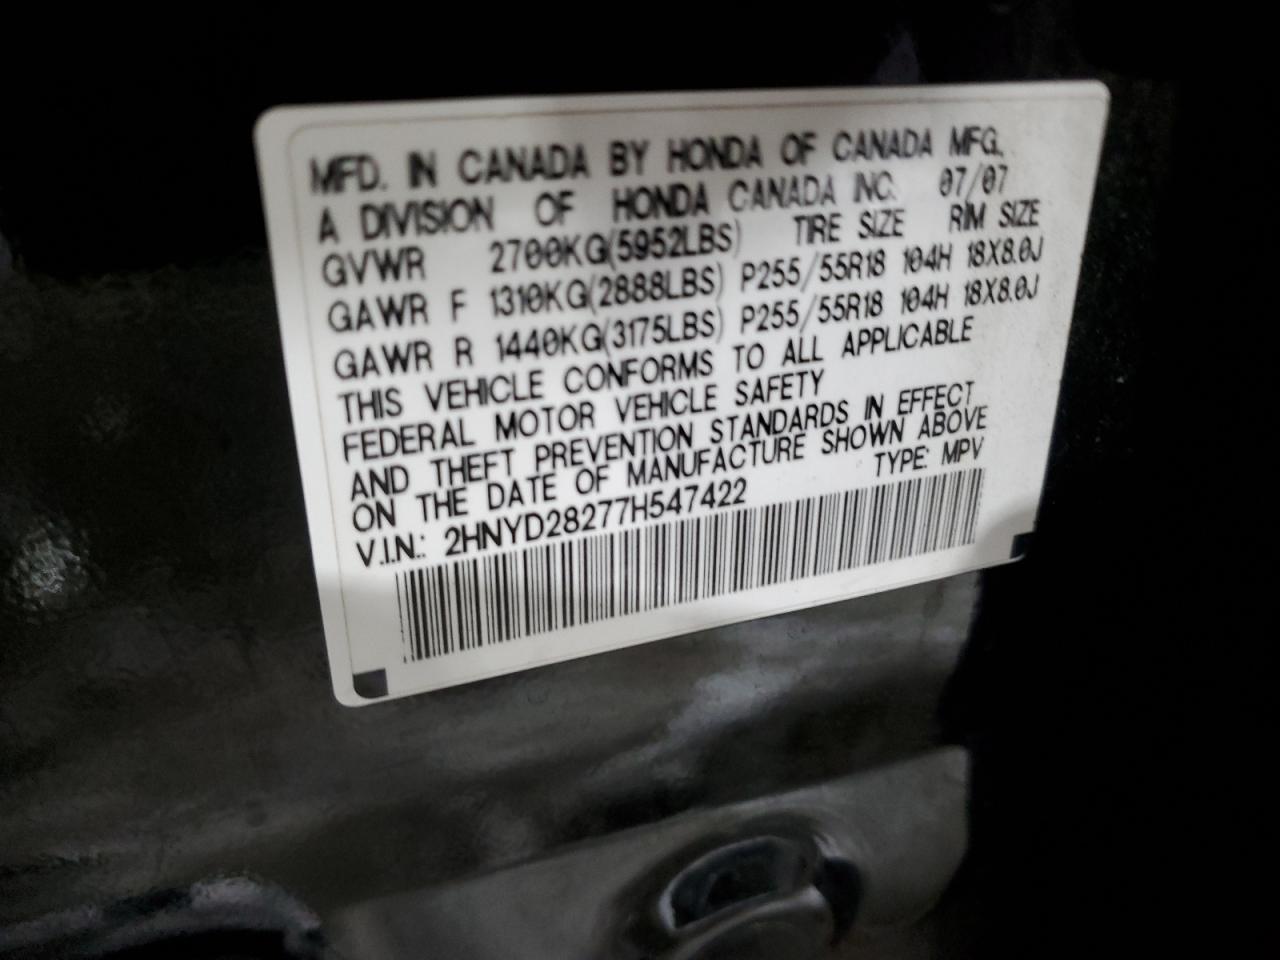 MFD. IN CANADA BY HONDA OF CANADA MFG.
A DIVISION OF HONDA CANADA INC. 07/07
GVWR 2700KG(5952LBS) TIRE SIZE RIM SIZE
GAWR F 1310KG(2888LBS) P255/55R18 104H 18X8.0J
GAWR R 1440KG(3175LBS) P255/55R18 104H 18X8.0J
THIS VEHICLE CONFORMS TO ALL APPLICABLE
FEDERAL MOTOR VEHICLE SAFETY
AND THEFT PREVENTION STANDARDS IN EFFECT
ON THE DATE OF MANUFACTURE SHOWN ABOVE
V.I.N.: 2HNYD28277H547422 TYPE: MPV